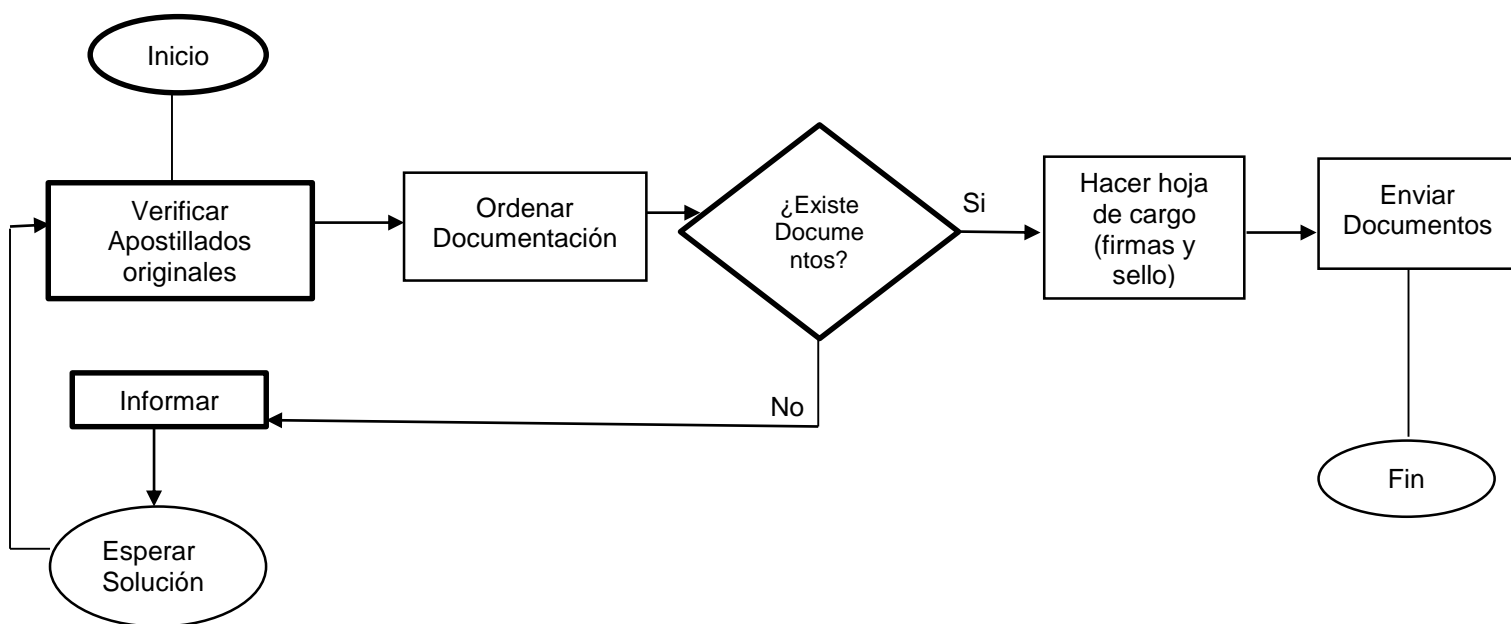 Inicio
Verificar
Apostillados
originales
Ordenar
Documentación
¿Existe
Docume
ntos?
Si
Hacer hoja
de cargo
(firmas y
sello)
Enviar
Documentos
Informar
No
Esperar
Solución
Fin